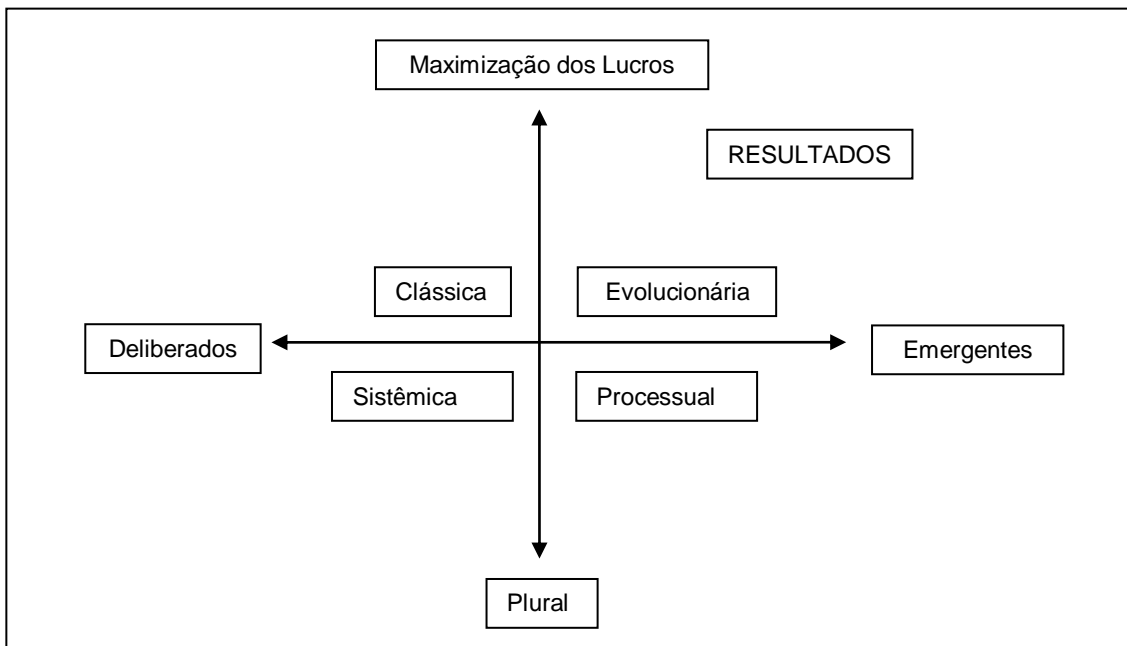 Maximização dos Lucros
RESULTADOS
Clássica
Evolucionária
Deliberados
Emergentes
Sistêmica
Processual
Plural